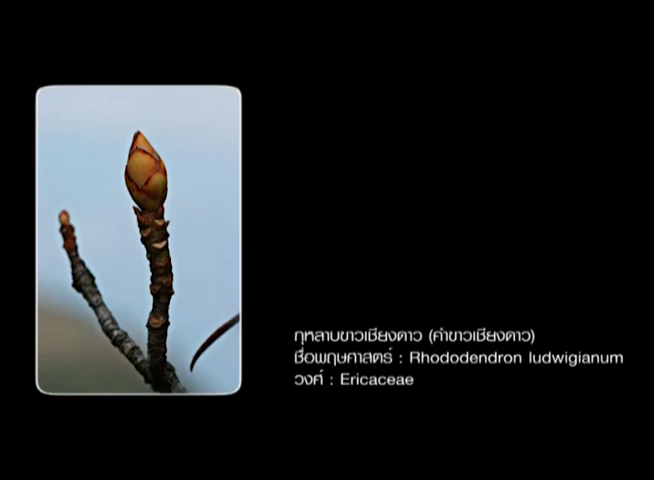 กุหลาบขาวเชียงดาว (คำขาวเชียงดาว)
ชื่อพฤษศาสตร์ : Rhododendron ludwigianum
วงศ์ : Ericaceae